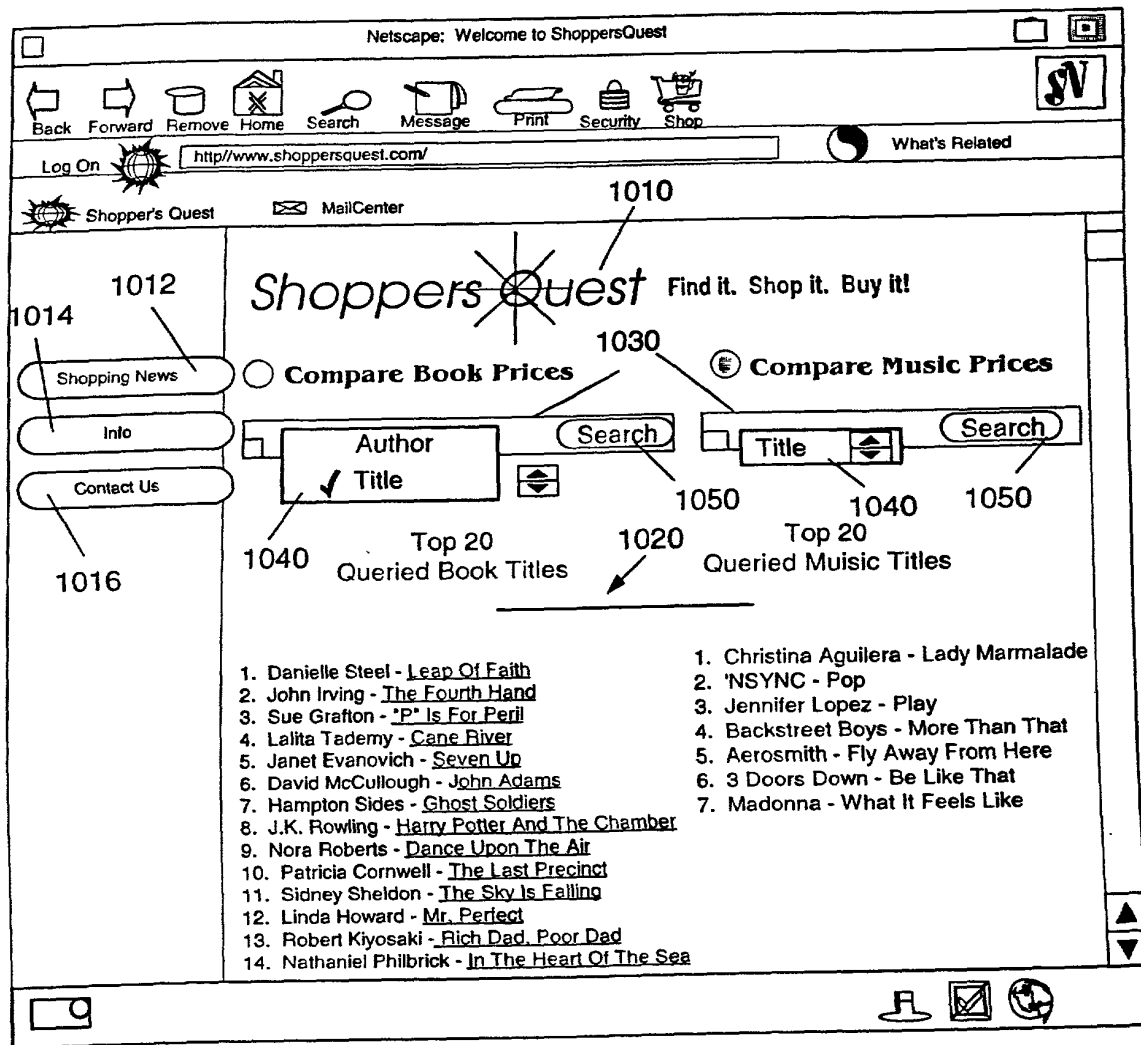 Netscape: Welcome to ShoppersQuest
Back Forward Remove Home Search Message Print Security Shop
SN
Log On http//www.shoppersquest.com/ What's Related
Shopper's Quest MailCenter
1010
1012
Shoppers Quest Find it. Shop it. Buy it!
1014
1030
Shopping News
Compare Book Prices Compare Music Prices
Info
Author Search Title Search
✓ Title
Contact Us
1050 1040 1050
1040 Top 20 1020 Top 20
1016 Queried Book Titles Queried Muisic Titles
1. Danielle Steel - Leap Of Faith
2. John Irving - The Fourth Hand
3. Sue Grafton - "P" Is For Peril
4. Lalita Tademy - Cane River
5. Janet Evanovich - Seven Up
6. David McCullough - John Adams
7. Hampton Sides - Ghost Soldiers
8. J.K. Rowling - Harry Potter And The Chamber
9. Nora Roberts - Dance Upon The Air
10. Patricia Cornwell - The Last Precinct
11. Sidney Sheldon - The Sky Is Falling
12. Linda Howard - Mr. Perfect
13. Robert Kiyosaki - Rich Dad, Poor Dad
14. Nathaniel Philbrick - In The Heart Of The Sea
1. Christina Aguilera - Lady Marmalade
2. 'NSYNC - Pop
3. Jennifer Lopez - Play
4. Backstreet Boys - More Than That
5. Aerosmith - Fly Away From Here
6. 3 Doors Down - Be Like That
7. Madonna - What It Feels Like